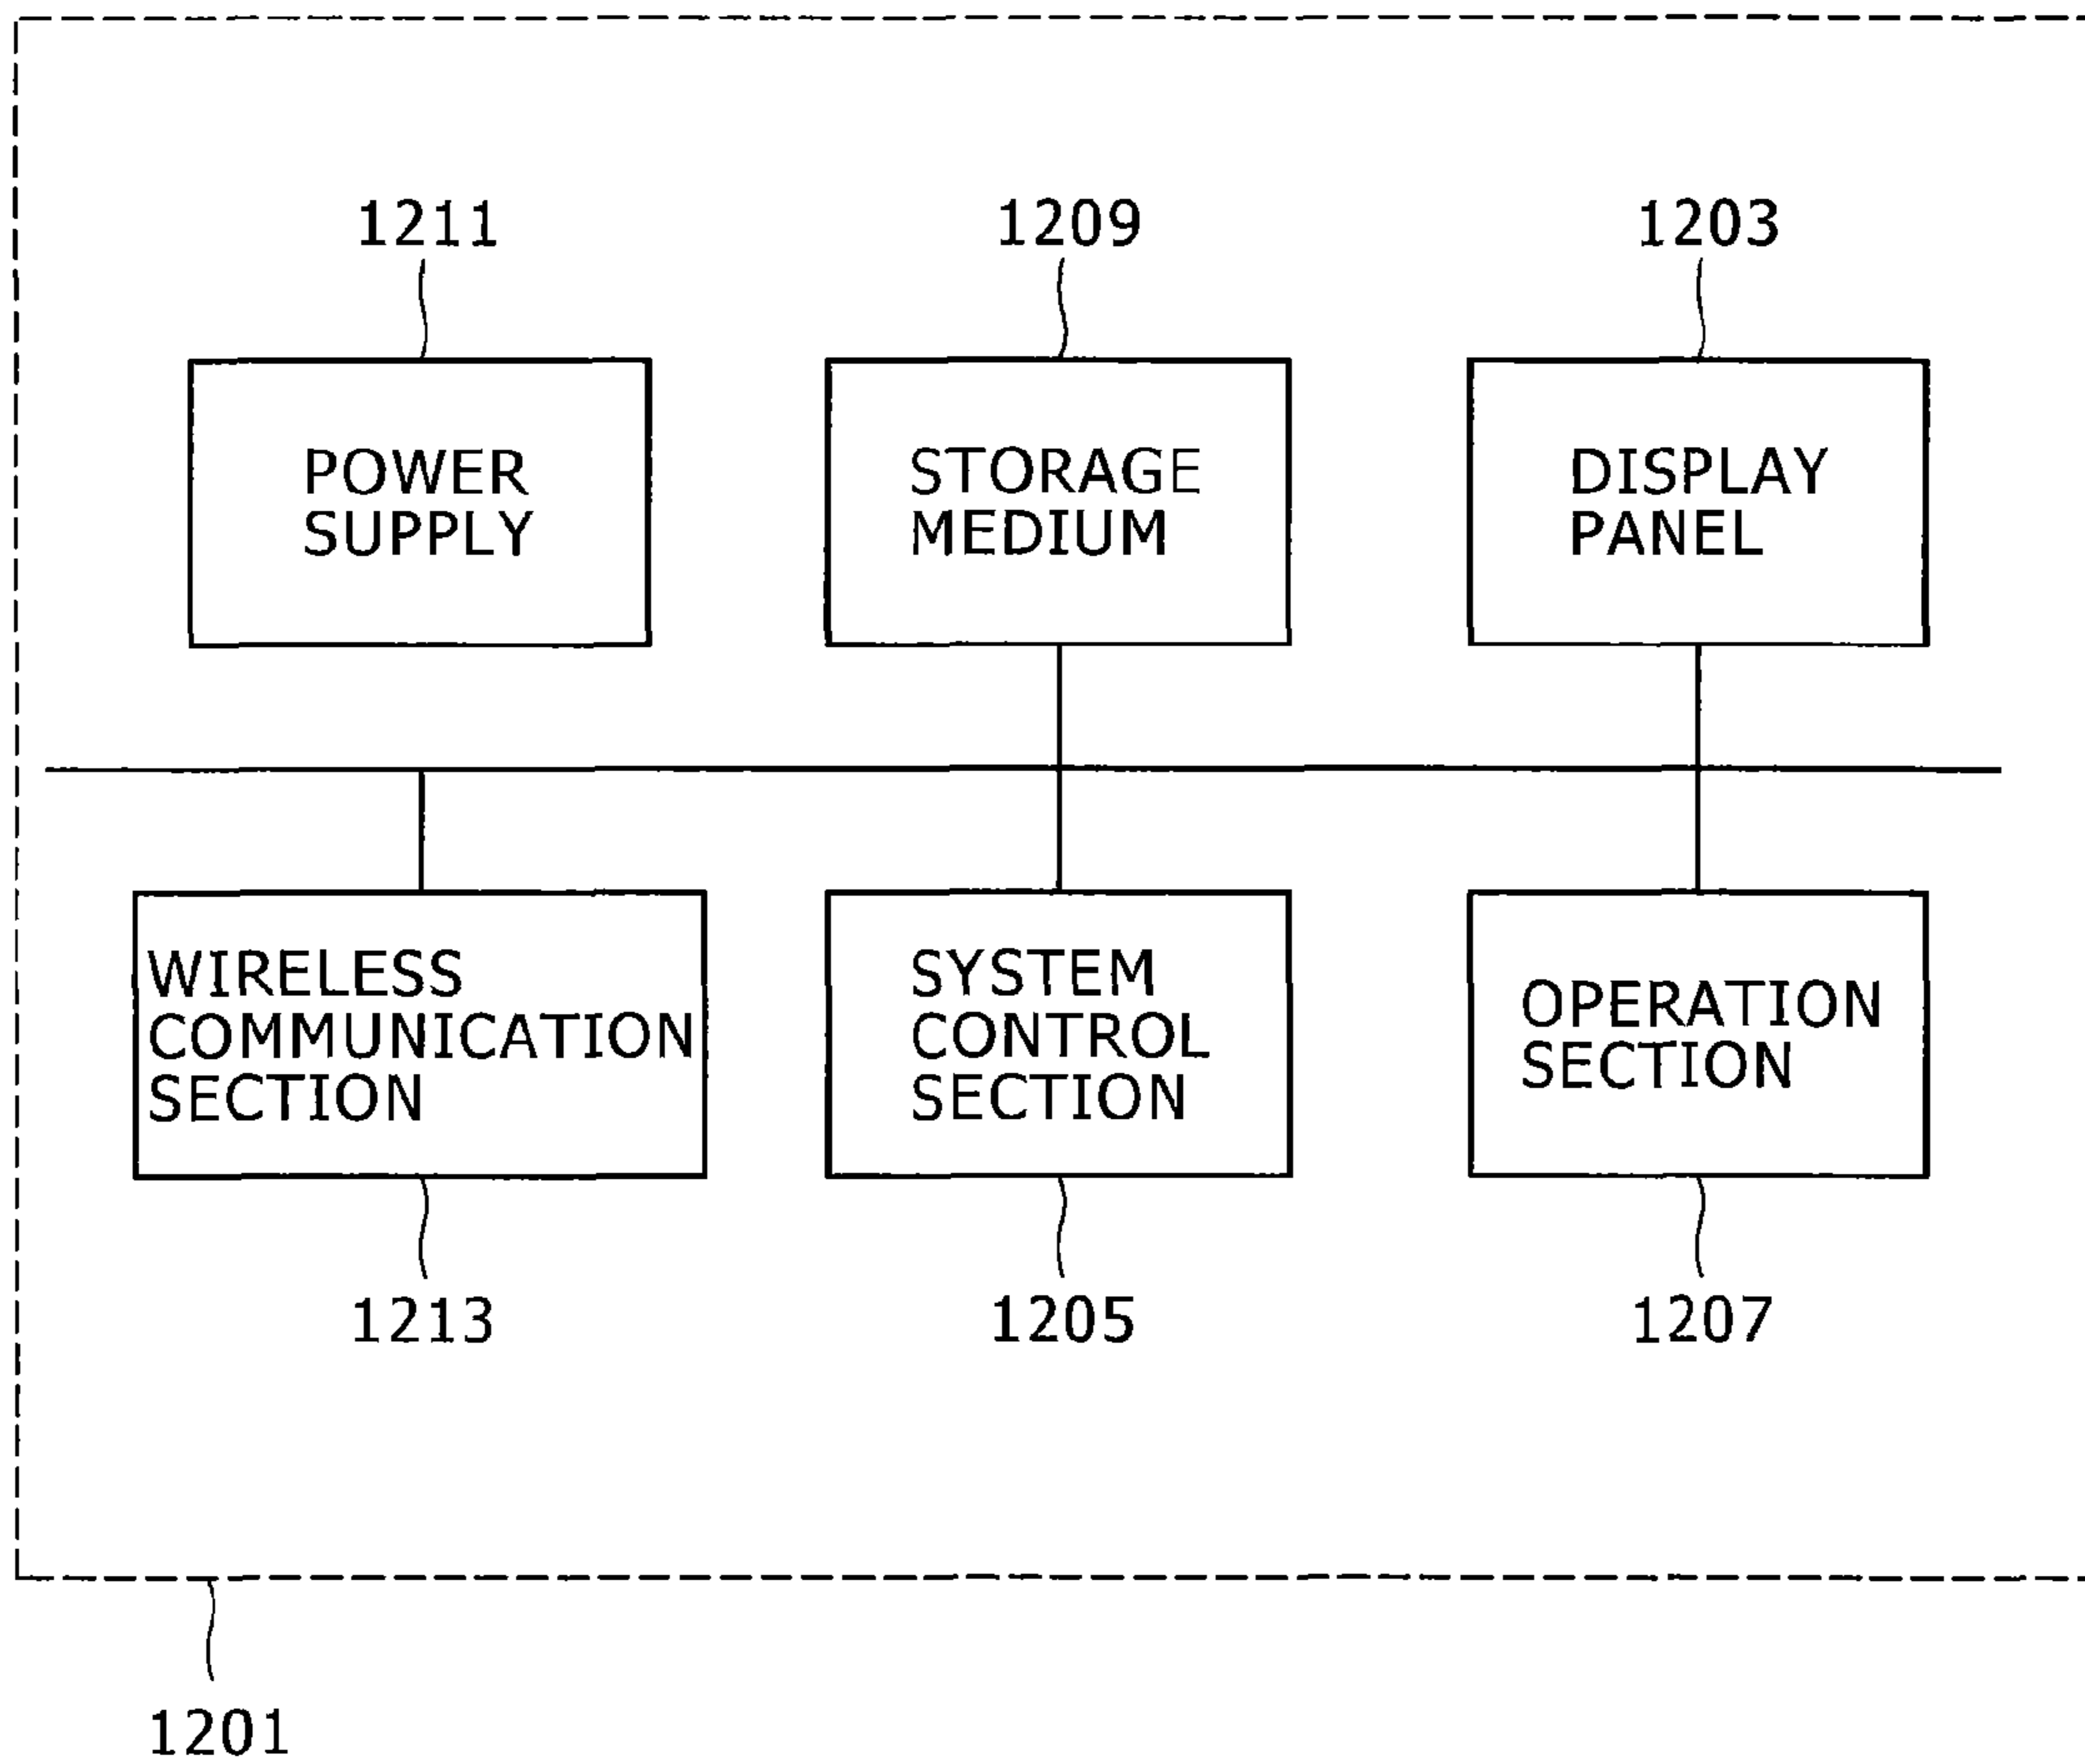 1211
1209
1203
POWER
SUPPLY
STORAGE
MEDIUM
DISPLAY
PANEL
WIRELESS
COMMUNICATION
SECTION
SYSTEM
CONTROL
SECTION
OPERATION
SECTION
1213
1205
1207
1201